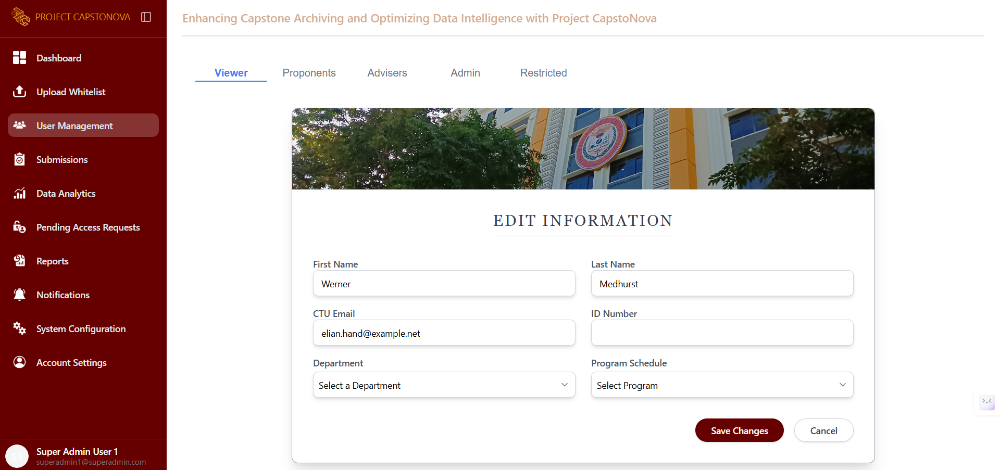 PROJECT CAPSTONOVA
Dashboard
Upload Whitelist
User Management
Submissions
Data Analytics
Pending Access Requests
Reports
Notifications
System Configuration
Account Settings
S1
Super Admin User 1
superadmin1@superadmin.com
Enhancing Capstone Archiving and Optimizing Data Intelligence with Project CapstoNova
Viewer Proponents Advisers Admin Restricted
EDIT INFORMATION
First Name Last Name
Werner Medhurst
CTU Email ID Number
elian.hand@example.net
Department Program Schedule
Select a Department Select Program
Save Changes Cancel